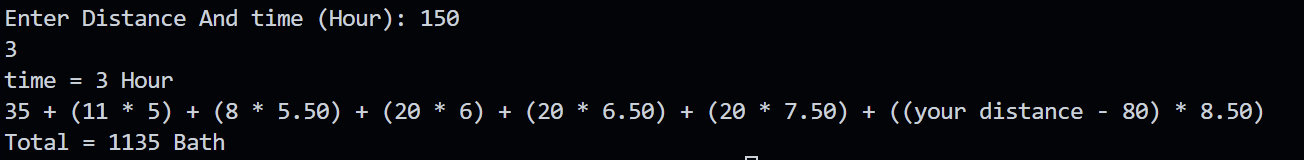 Enter Distance And time (Hour): 150
3
time = 3 Hour
35 + (11 * 5) + (8 * 5.50) + (20 * 6) + (20 * 6.50) + (20 * 7.50) + ((your distance - 80) * 8.50)
Total = 1135 Bath